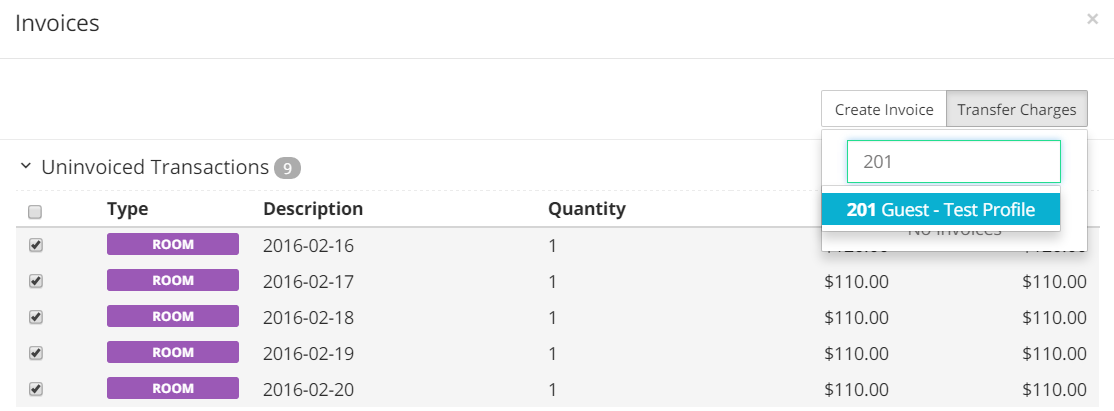 Invoices
×
Create Invoice Transfer Charges
Uninvoiced Transactions 9
201
201 Guest - Test Profile
No Invoices
Type Description Quantity
ROOM 2016-02-16 1
ROOM 2016-02-17 1 $110.00 $110.00
ROOM 2016-02-18 1 $110.00 $110.00
ROOM 2016-02-19 1 $110.00 $110.00
ROOM 2016-02-20 1 $110.00 $110.00